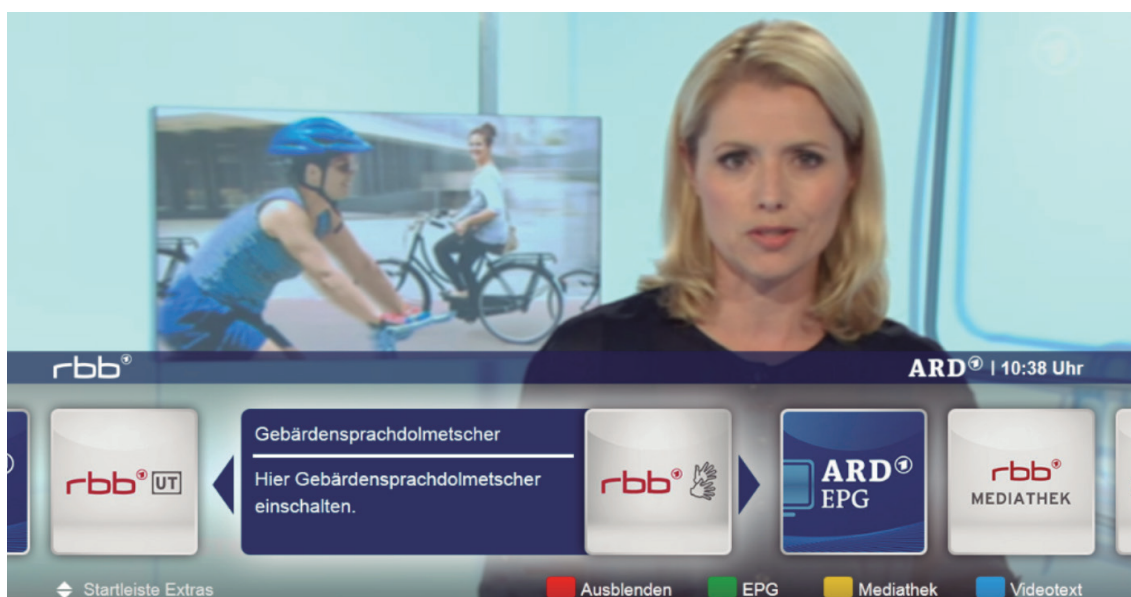 rbb
ARD | 10:38 Uhr
rbb UT
Gebärdensprachdolmetscher
Hier Gebärdensprachdolmetscher
einschalten.
rbb
ARD
EPG
rbb
MEDIATHEK
Startleiste Extras
Ausblenden
EPG
Mediathek
Videotext